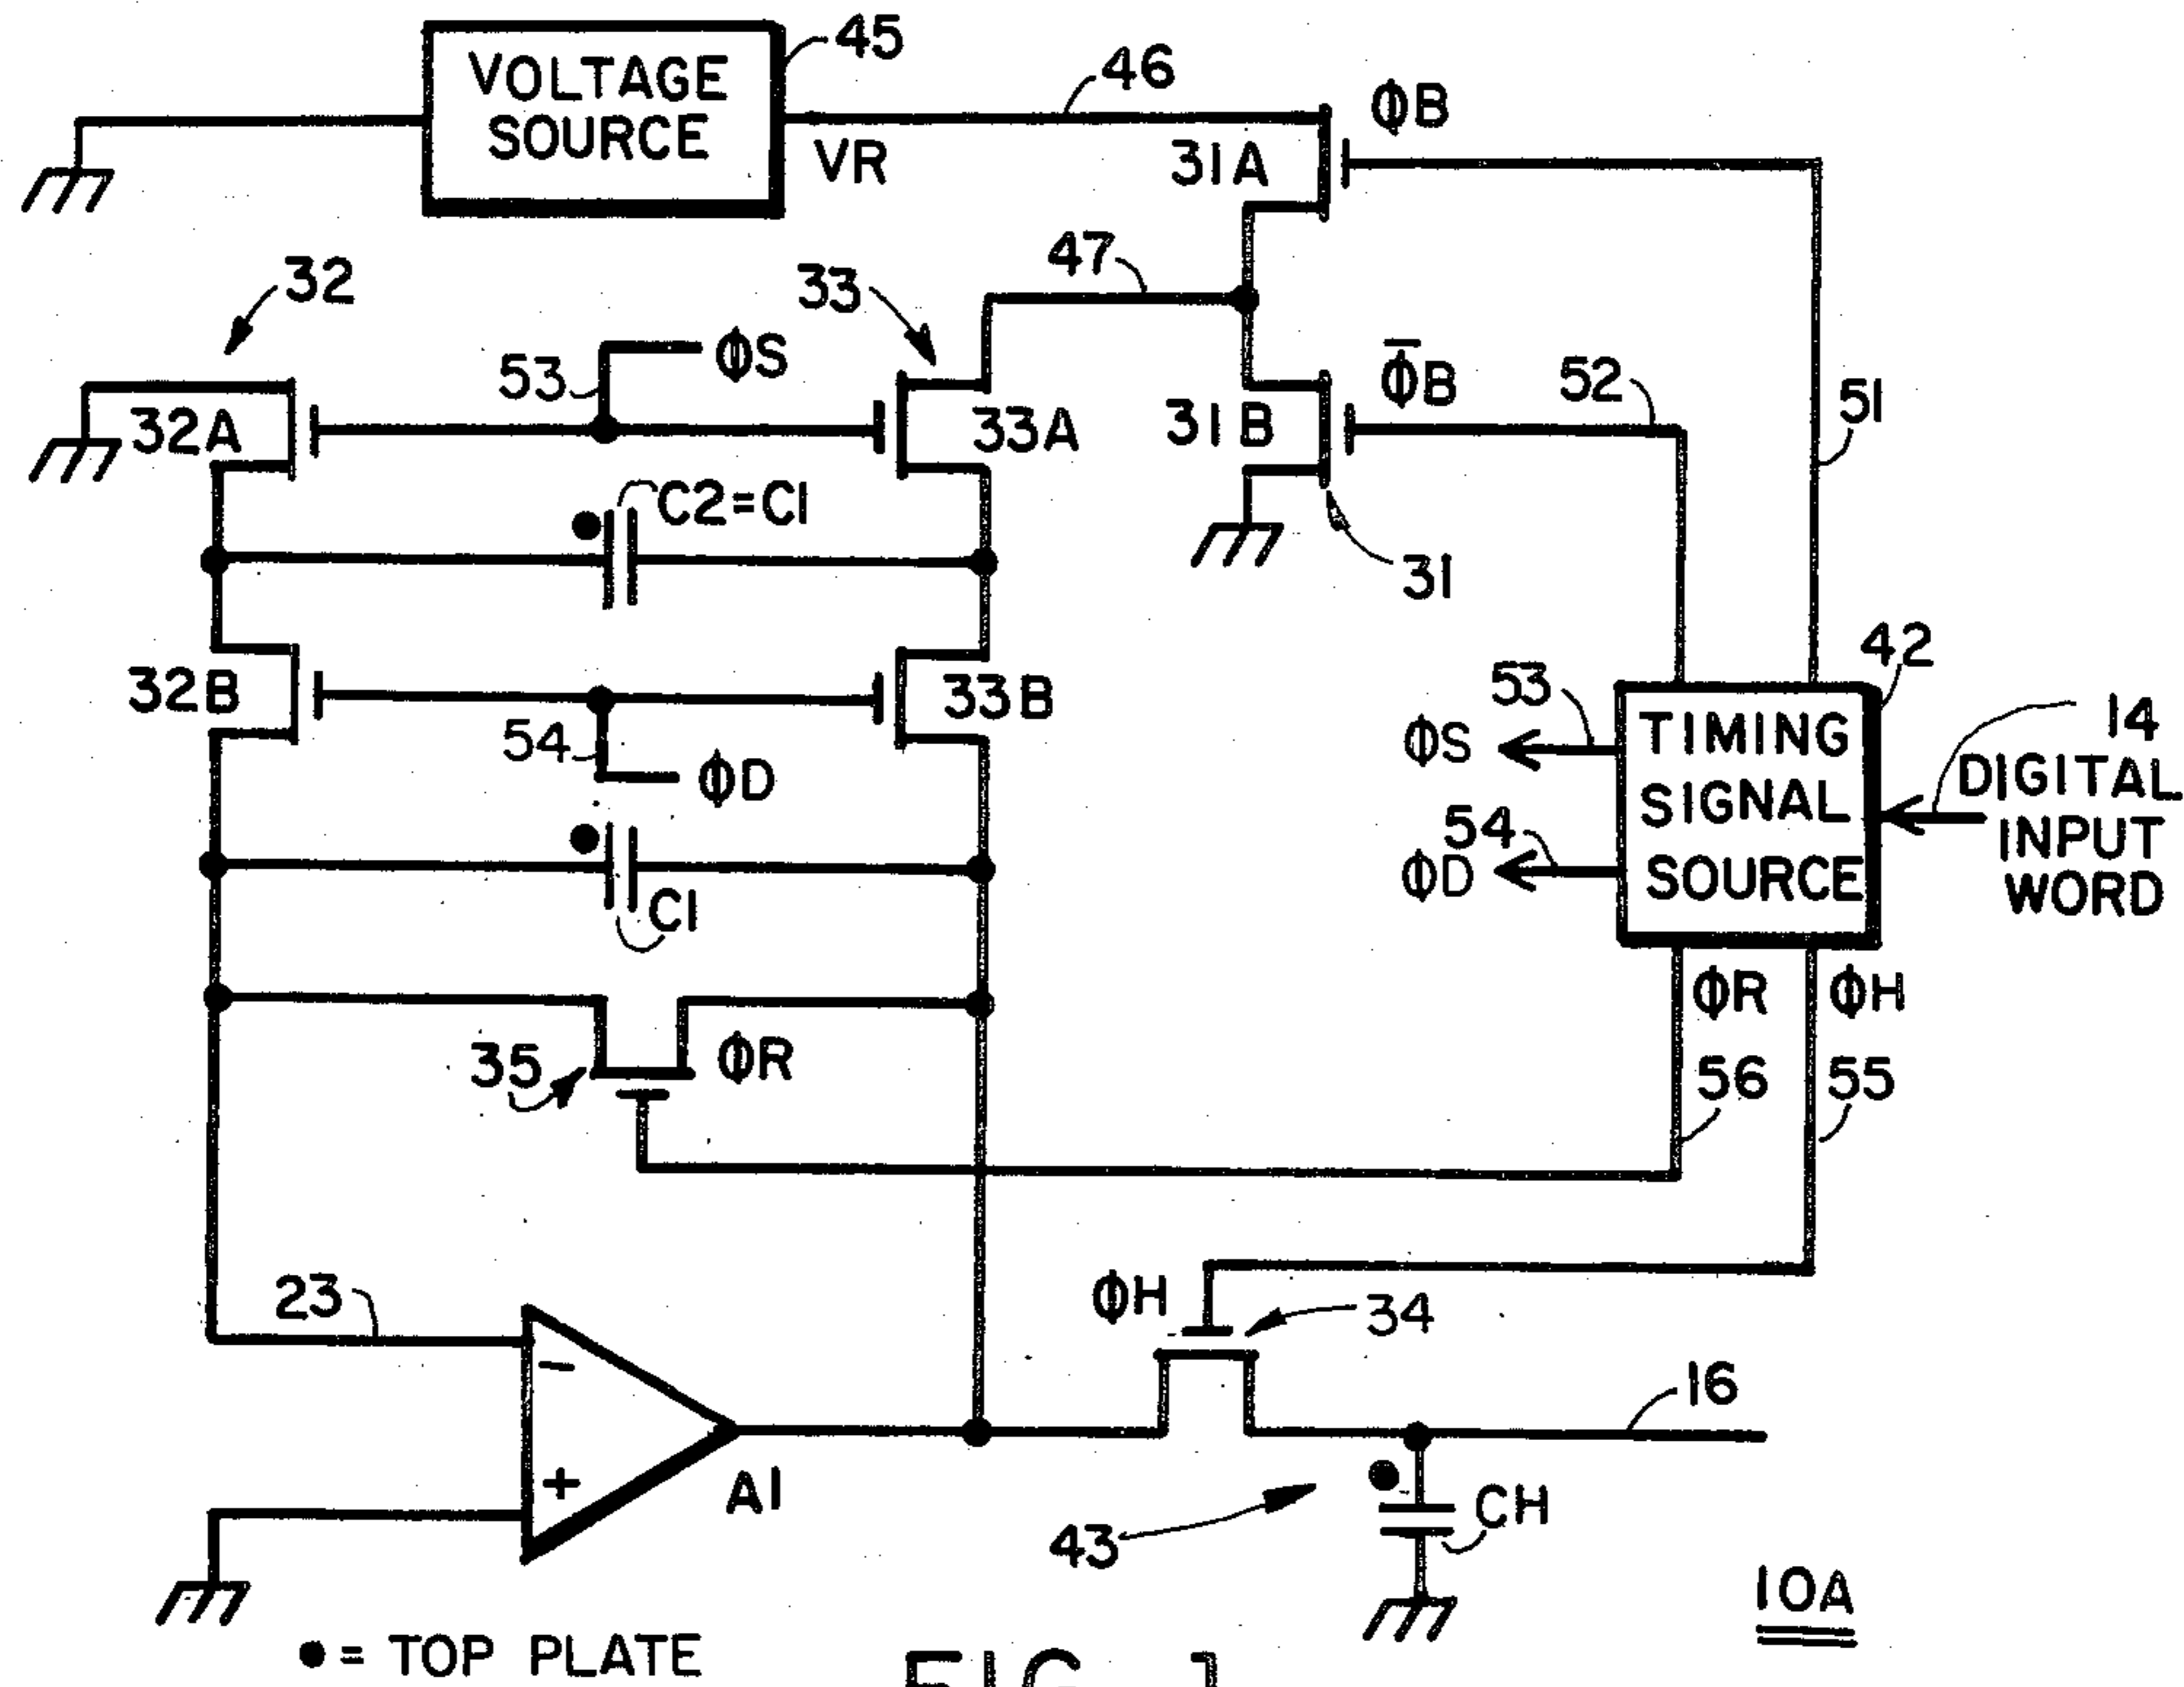 VOLTAGE
SOURCE
45
46
VR
ΦB
31A
32
33
47
53
ΦS
Φ̅B
52
51
32A
33A
31B
C2=C1
31
32B
54
ΦD
33B
42
53
ΦS
54
ΦD
TIMING
SIGNAL
SOURCE
14
DIGITAL
INPUT
WORD
C1
35
ΦR
ΦR
ΦH
56
55
23
ΦH
34
16
-
+
A1
43
CH
10A
●= TOP PLATE